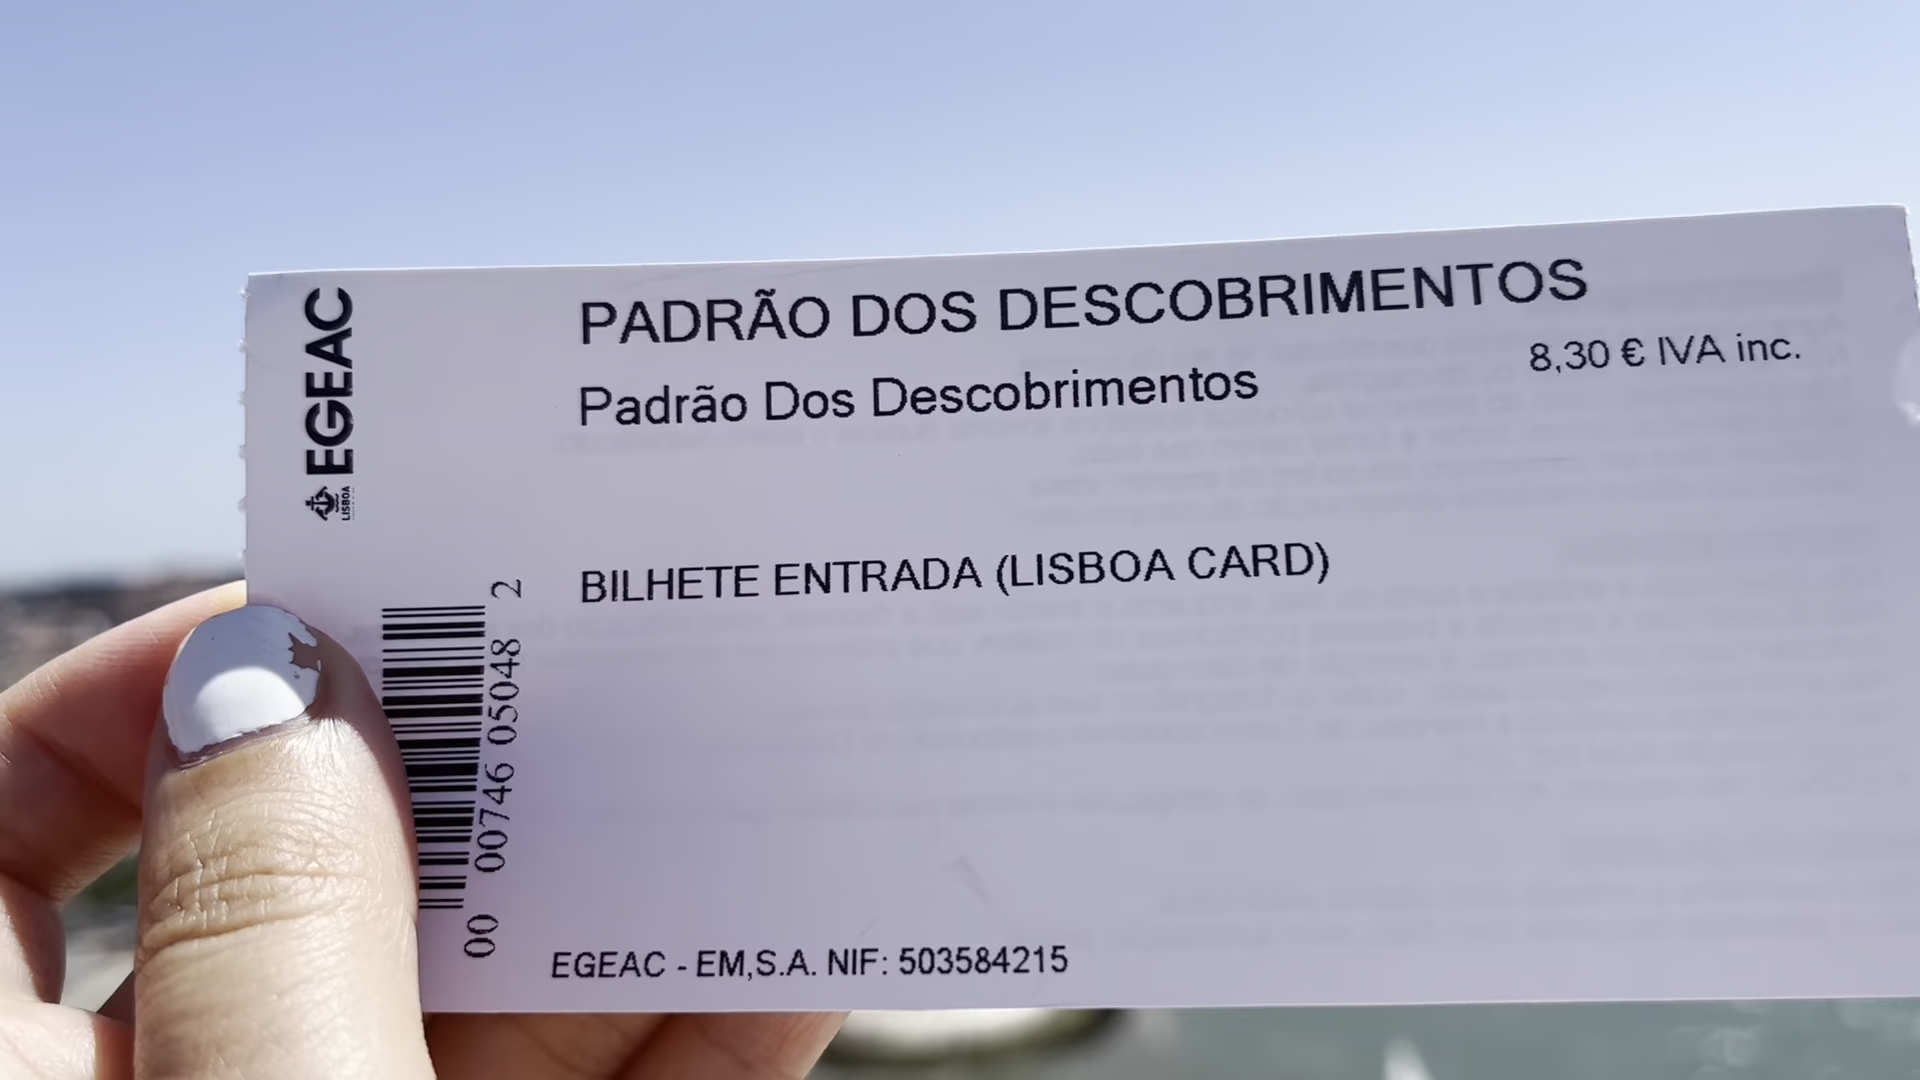 PADRÃO DOS DESCOBRIMENTOS
8,30 € IVA inc.
Padrão Dos Descobrimentos
BILHETE ENTRADA (LISBOA CARD)
EGEAC - EM,S.A. NIF: 503584215
EGEAC
LISBOA
00 00746 05048 2